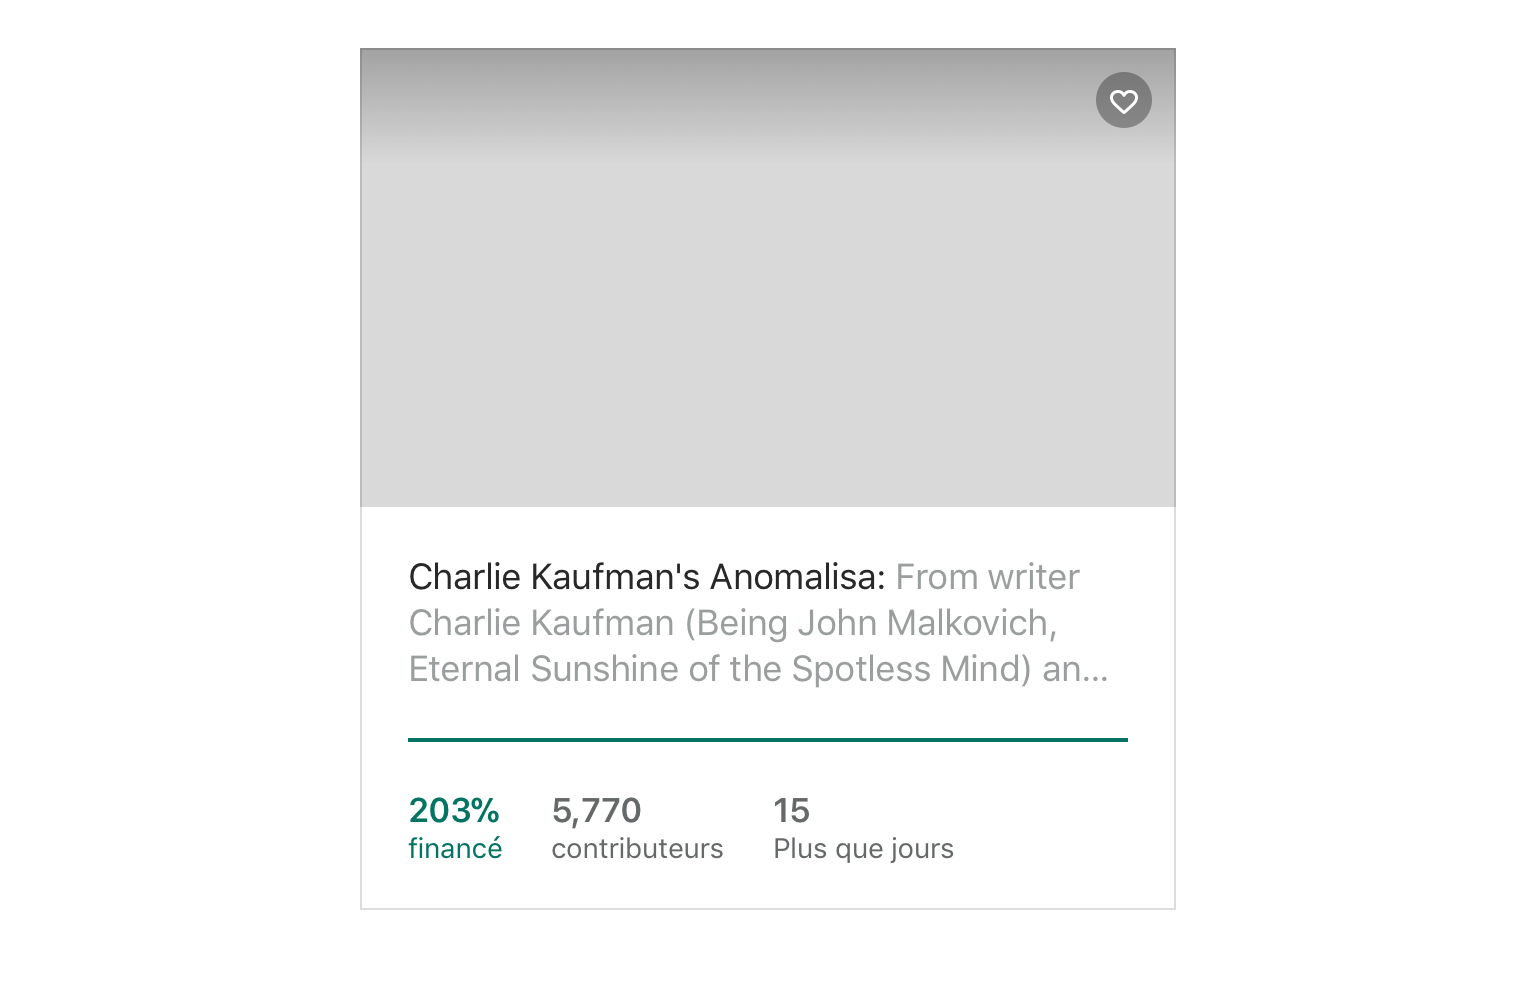 Charlie Kaufman's Anomalisa: From writer
Charlie Kaufman (Being John Malkovich,
Eternal Sunshine of the Spotless Mind) an...
203% 5,770 15
financé contributeurs Plus que jours